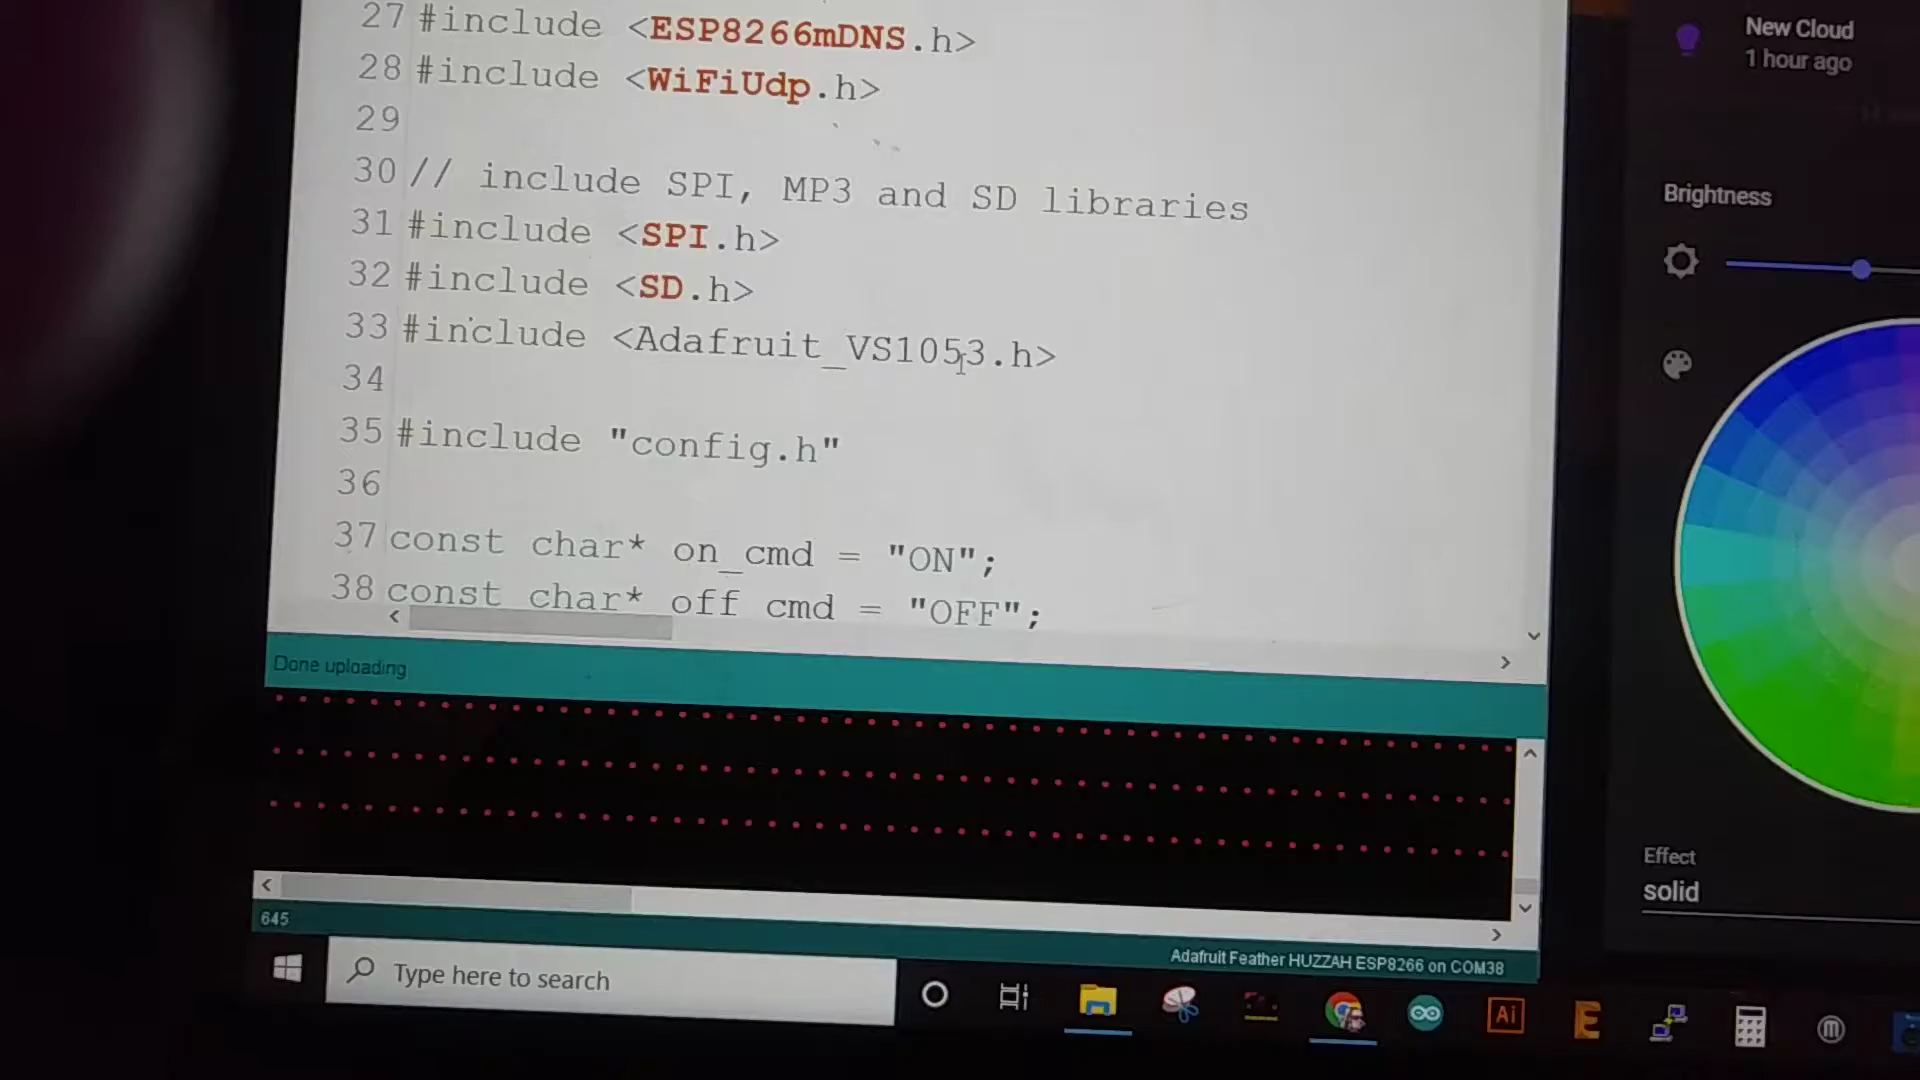 27 #include <ESP8266mDNS.h>
28 #include <WiFiUdp.h>
29
30 // include SPI, MP3 and SD libraries
31 #include <SPI.h>
32 #include <SD.h>
33 #include <Adafruit_VS1053.h>
34
35 #include "config.h"
36
37 const char* on_cmd = "ON";
38 const char* off cmd = "OFF";
Done uploading
645
Adafruit Feather HUZZAH ESP8266 on COM38
Type here to search
Ai
New Cloud
1 hour ago
Brightness
Effect
solid